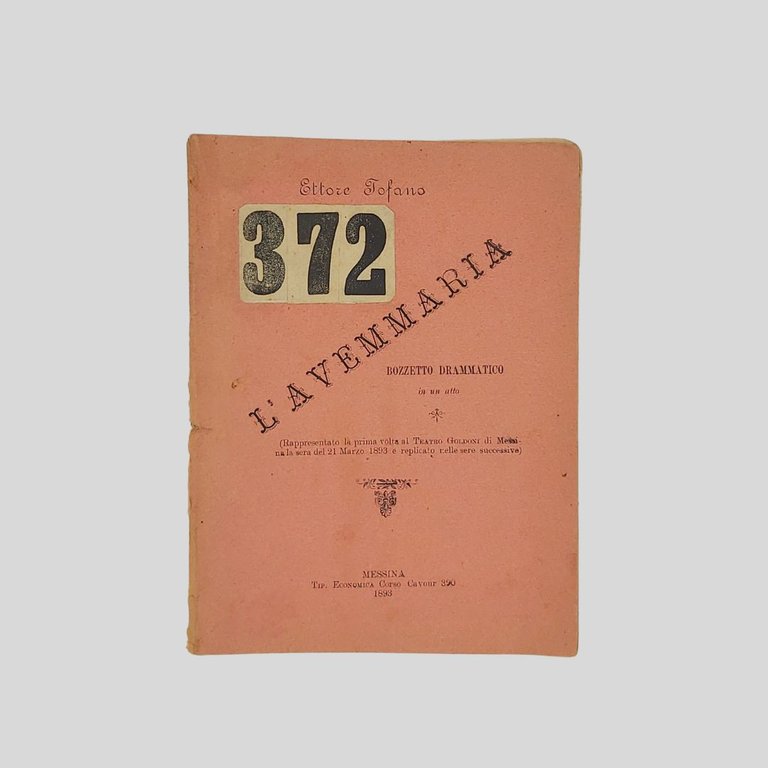 Ettore Tofano
372
L'AVEMMARIA
BOZZETTO DRAMMATICO
in un atto
(Rappresentato la prima volta al TEATRO GOLDONI di Messi-
na la sera del 21 Marzo 1893 e replicato nelle sere successive)
MESSINA
TIP. ECONOMICA Corso Cavour 390
1893